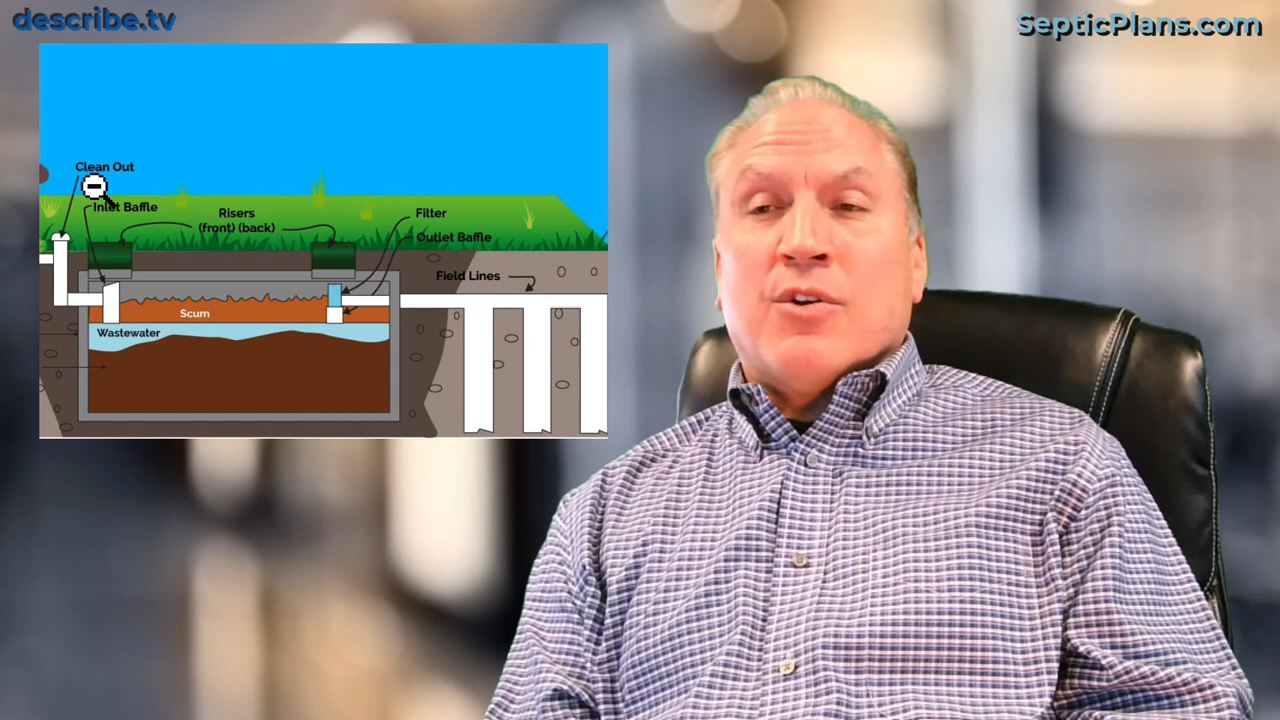 describe.tv
SepticPlans.com
Clean Out
Inlet Baffle
Risers
(front) (back)
Filter
Outlet Baffle
Field Lines
Scum
Wastewater